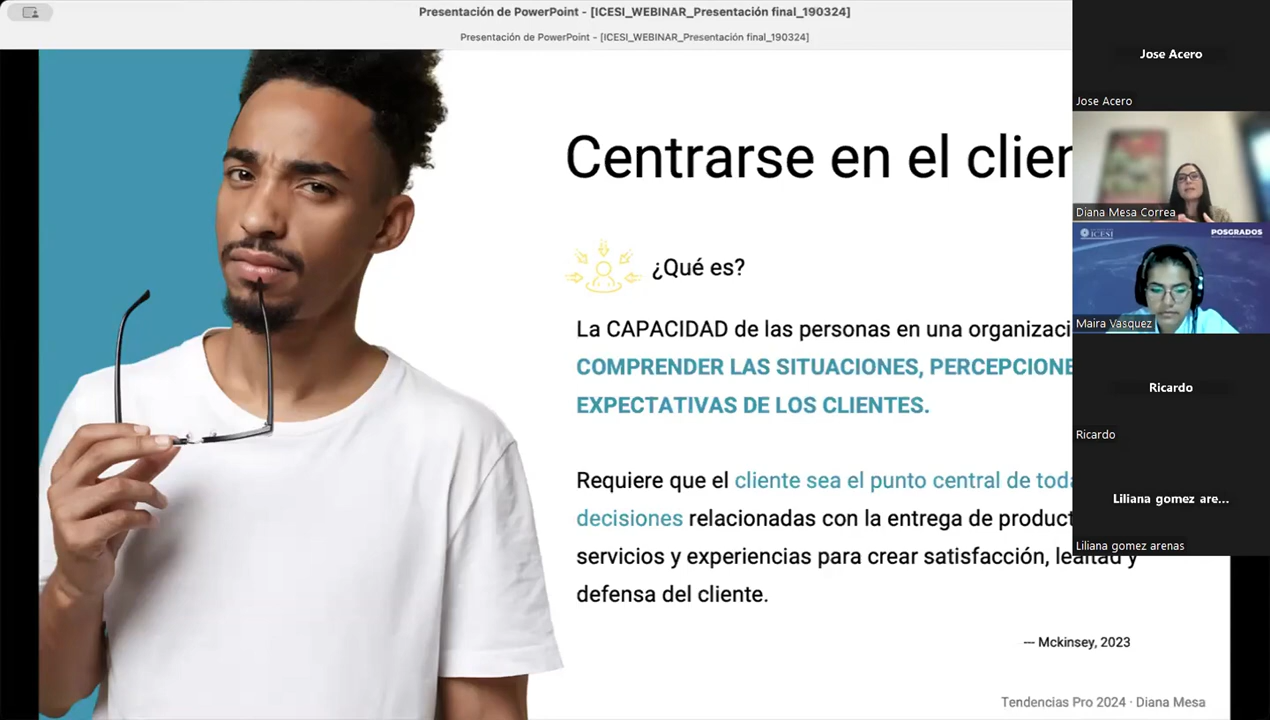 Presentación de PowerPoint - [ICESI_WEBINAR_Presentación final_190324]
Presentación de PowerPoint - [ICESI_WEBINAR_Presentación final_190324]
Centrarse en el clien
¿Qué es?
La CAPACIDAD de las personas en una organizaci
COMPRENDER LAS SITUACIONES, PERCEPCIONE
EXPECTATIVAS DE LOS CLIENTES.
Requiere que el cliente sea el punto central de toda
decisiones relacionadas con la entrega de product
servicios y experiencias para crear satisfacción, lealtad y
defensa del cliente.
--- Mckinsey, 2023
Tendencias Pro 2024 · Diana Mesa
Jose Acero
Jose Acero
Diana Mesa Correa
ICESI
POSGRADOS
Maira Vasquez
Ricardo
Ricardo
Liliana gomez are...
Liliana gomez arenas